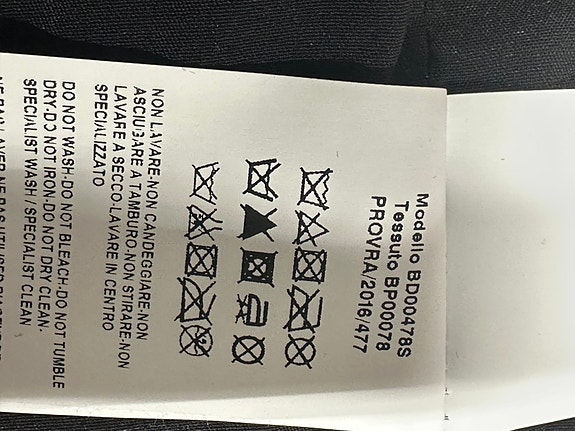 Modello BD00478S
Tessuto BP00078
PROVRA/2016/477
NON LAVARE-NON CANDEGGIARE-NON
ASCIUGARE A TAMBURO-NON STIRARE-NON
LAVARE A SECCO-LAVARE IN CENTRO
SPECIALIZZATO
DO NOT WASH-DO NOT BLEACH-DO NOT TUMBLE
DRY-DO NOT IRON-DO NOT DRY CLEAN-
SPECIALIST WASH / SPECIALIST CLEAN